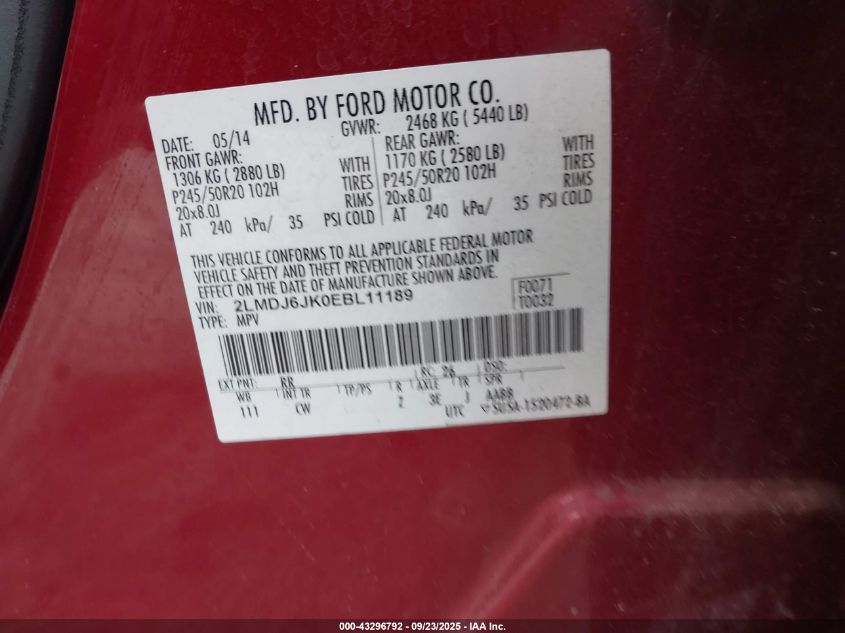 MFD. BY FORD MOTOR CO.
DATE: 05/14 GVWR: 2468 KG ( 5440 LB)
FRONT GAWR: REAR GAWR:
1306 KG ( 2880 LB) WITH 1170 KG ( 2580 LB) WITH
P245/50R20 102H TIRES P245/50R20 102H TIRES
20x8.0J RIMS 20x8.0J RIMS
AT 240 kPa/ 35 PSI COLD AT 240 kPa/ 35 PSI COLD
THIS VEHICLE CONFORMS TO ALL APPLICABLE FEDERAL MOTOR
VEHICLE SAFETY AND THEFT PREVENTION STANDARDS IN
EFFECT ON THE DATE OF MANUFACTURE SHOWN ABOVE.
VIN: 2LMDJ6JK0EBL11189 F0071
TYPE: MPV T0032
EXT PNT: RR RC: 26 DSO:
WB INT TR TP/PS R AXLE TR SPR
111 CW 2 3E J AABB
UTC 5U5A-1520472-BA
000-43296792 - 09/23/2025 - IAA Inc.